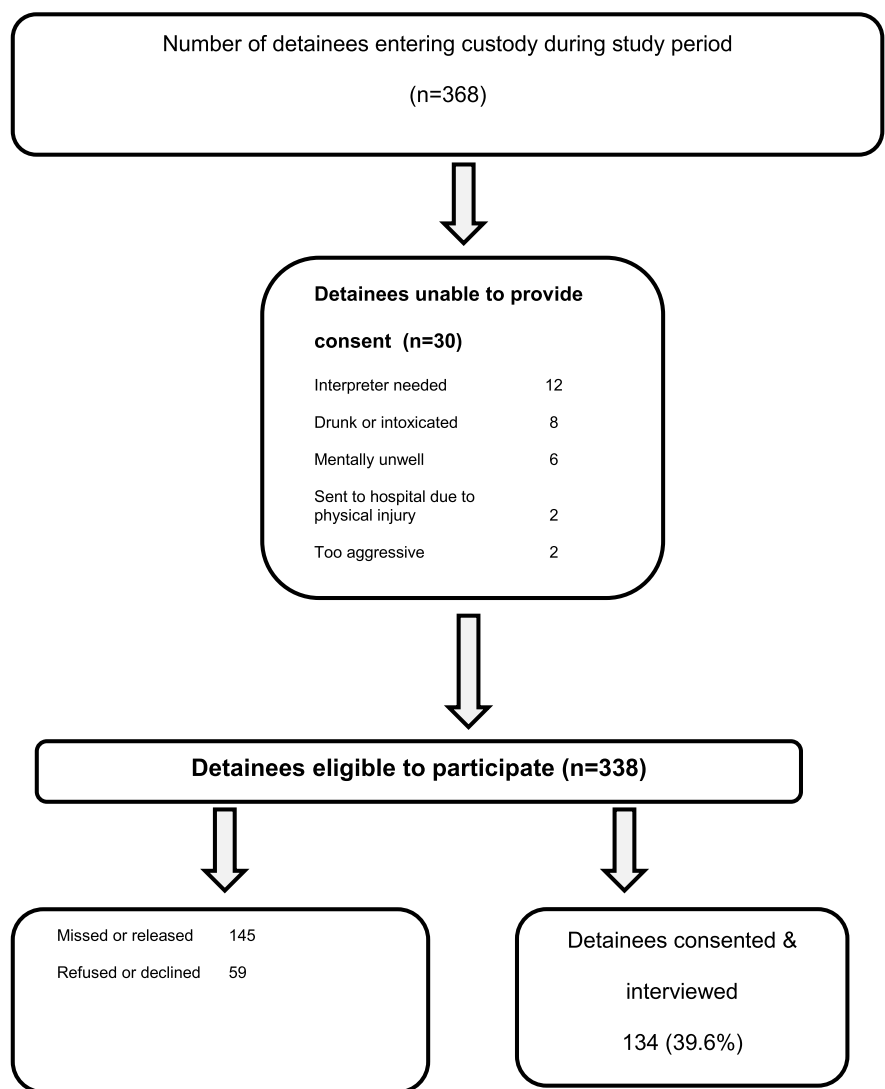 Number of detainees entering custody during study period
(n=368)
Detainees unable to provide
consent (n=30)
Interpreter needed 12
Drunk or intoxicated 8
Mentally unwell 6
Sent to hospital due to
physical injury 2
Too aggressive 2
Detainees eligible to participate (n=338)
Missed or released 145
Refused or declined 59
Detainees consented &
interviewed
134 (39.6%)